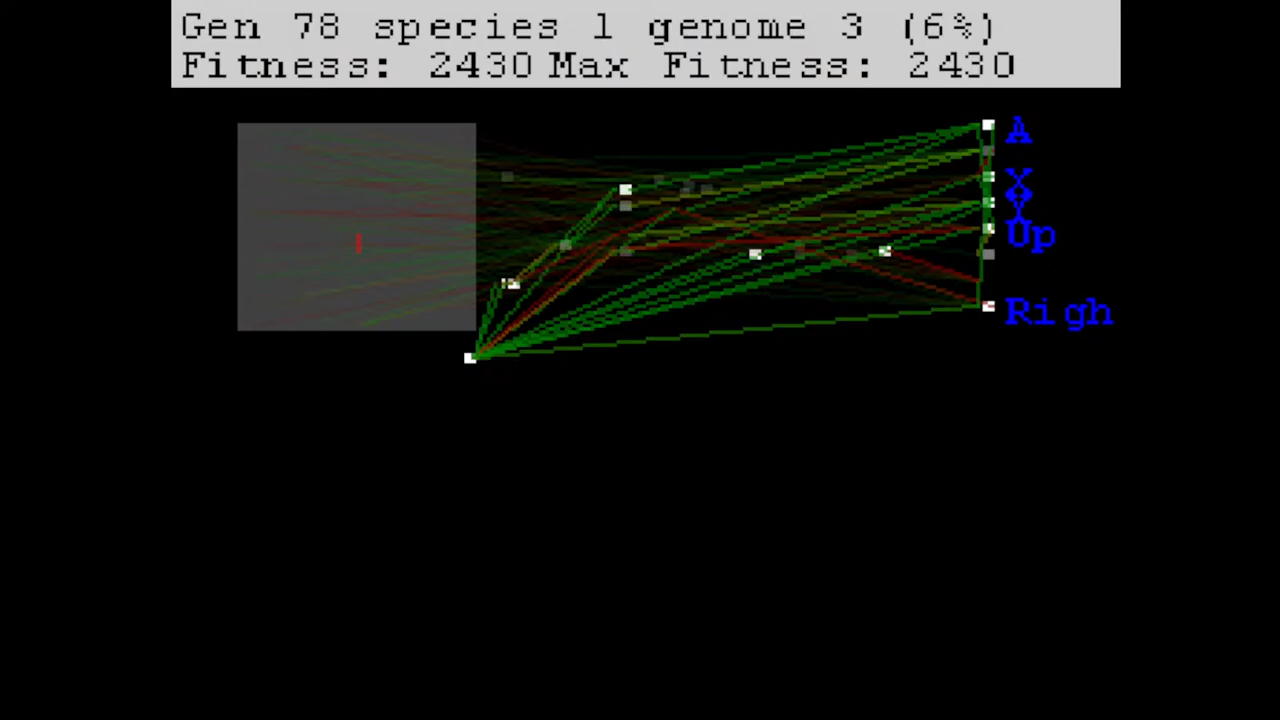 Gen 78 species 1 genome 3 (6%)
Fitness: 2430 Max Fitness: 2430
A
X
Y
Up
Righ